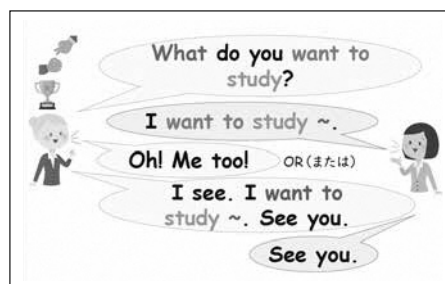 What do you want to
study?
I want to study ~.
Oh! Me too! OR(または)
I see. I want to
study ~. See you.
See you.